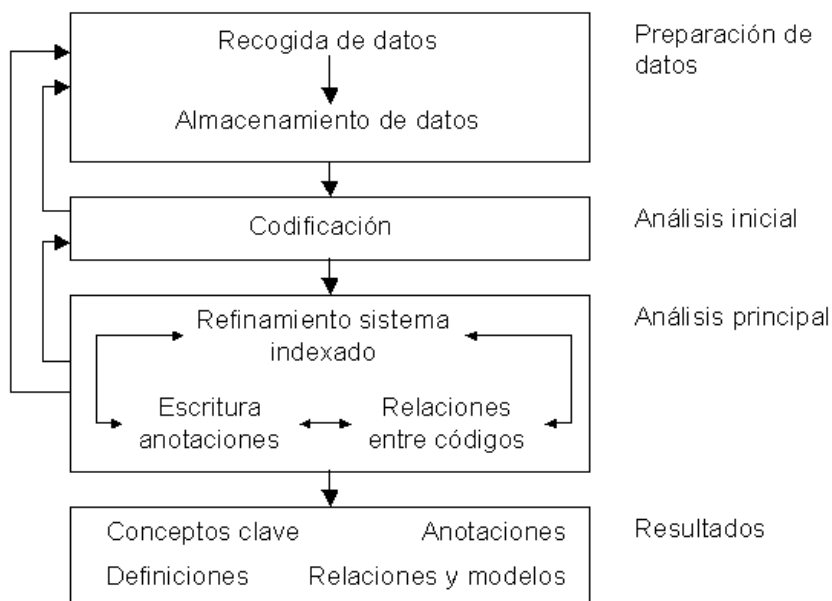 Recogida de datos
Preparación de
datos
Almacenamiento de datos
Codificación
Análisis inicial
Refinamiento sistema
indexado
Análisis principal
Escritura
anotaciones
Relaciones
entre códigos
Conceptos clave
Anotaciones
Resultados
Definiciones
Relaciones y modelos